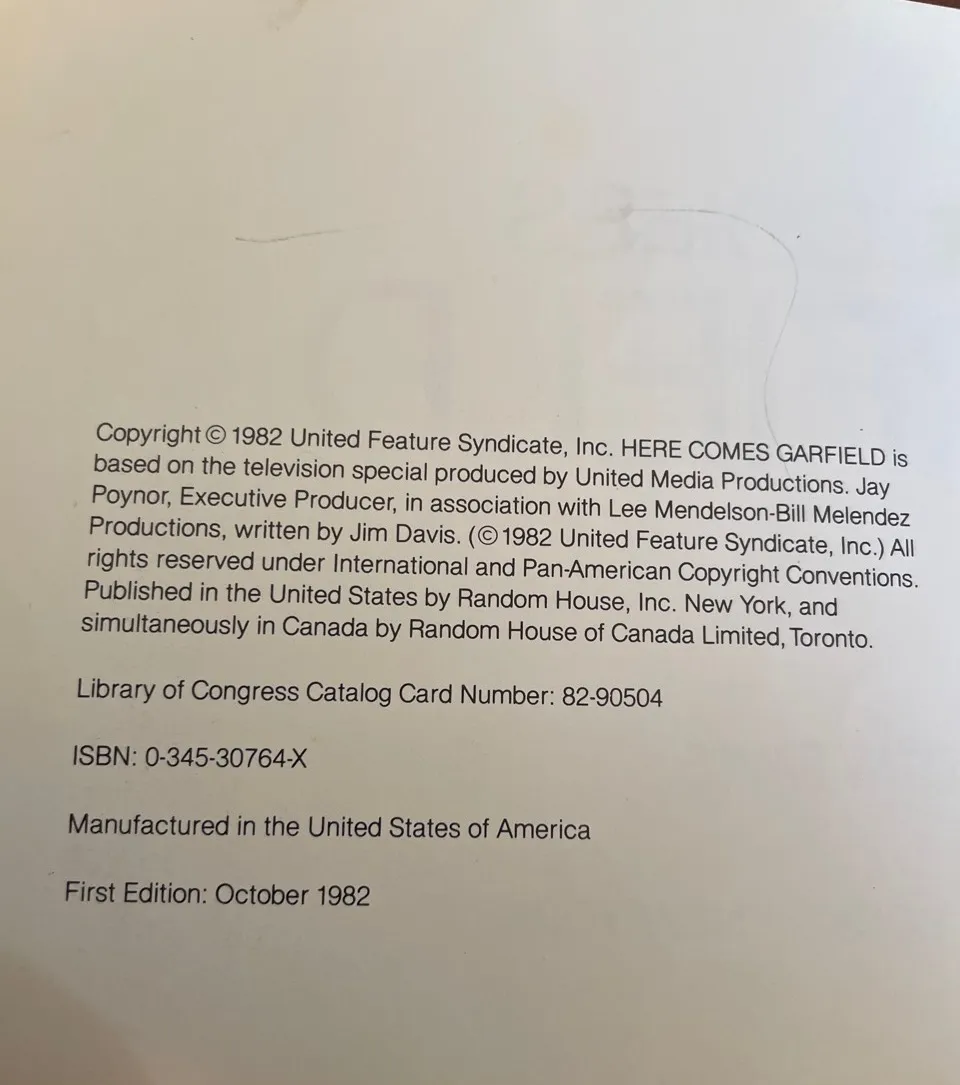 Copyright © 1982 United Feature Syndicate, Inc. HERE COMES GARFIELD is
based on the television special produced by United Media Productions. Jay
Poynor, Executive Producer, in association with Lee Mendelson-Bill Melendez
Productions, written by Jim Davis. (© 1982 United Feature Syndicate, Inc.) All
rights reserved under International and Pan-American Copyright Conventions.
Published in the United States by Random House, Inc. New York, and
simultaneously in Canada by Random House of Canada Limited, Toronto.
Library of Congress Catalog Card Number: 82-90504
ISBN: 0-345-30764-X
Manufactured in the United States of America
First Edition: October 1982